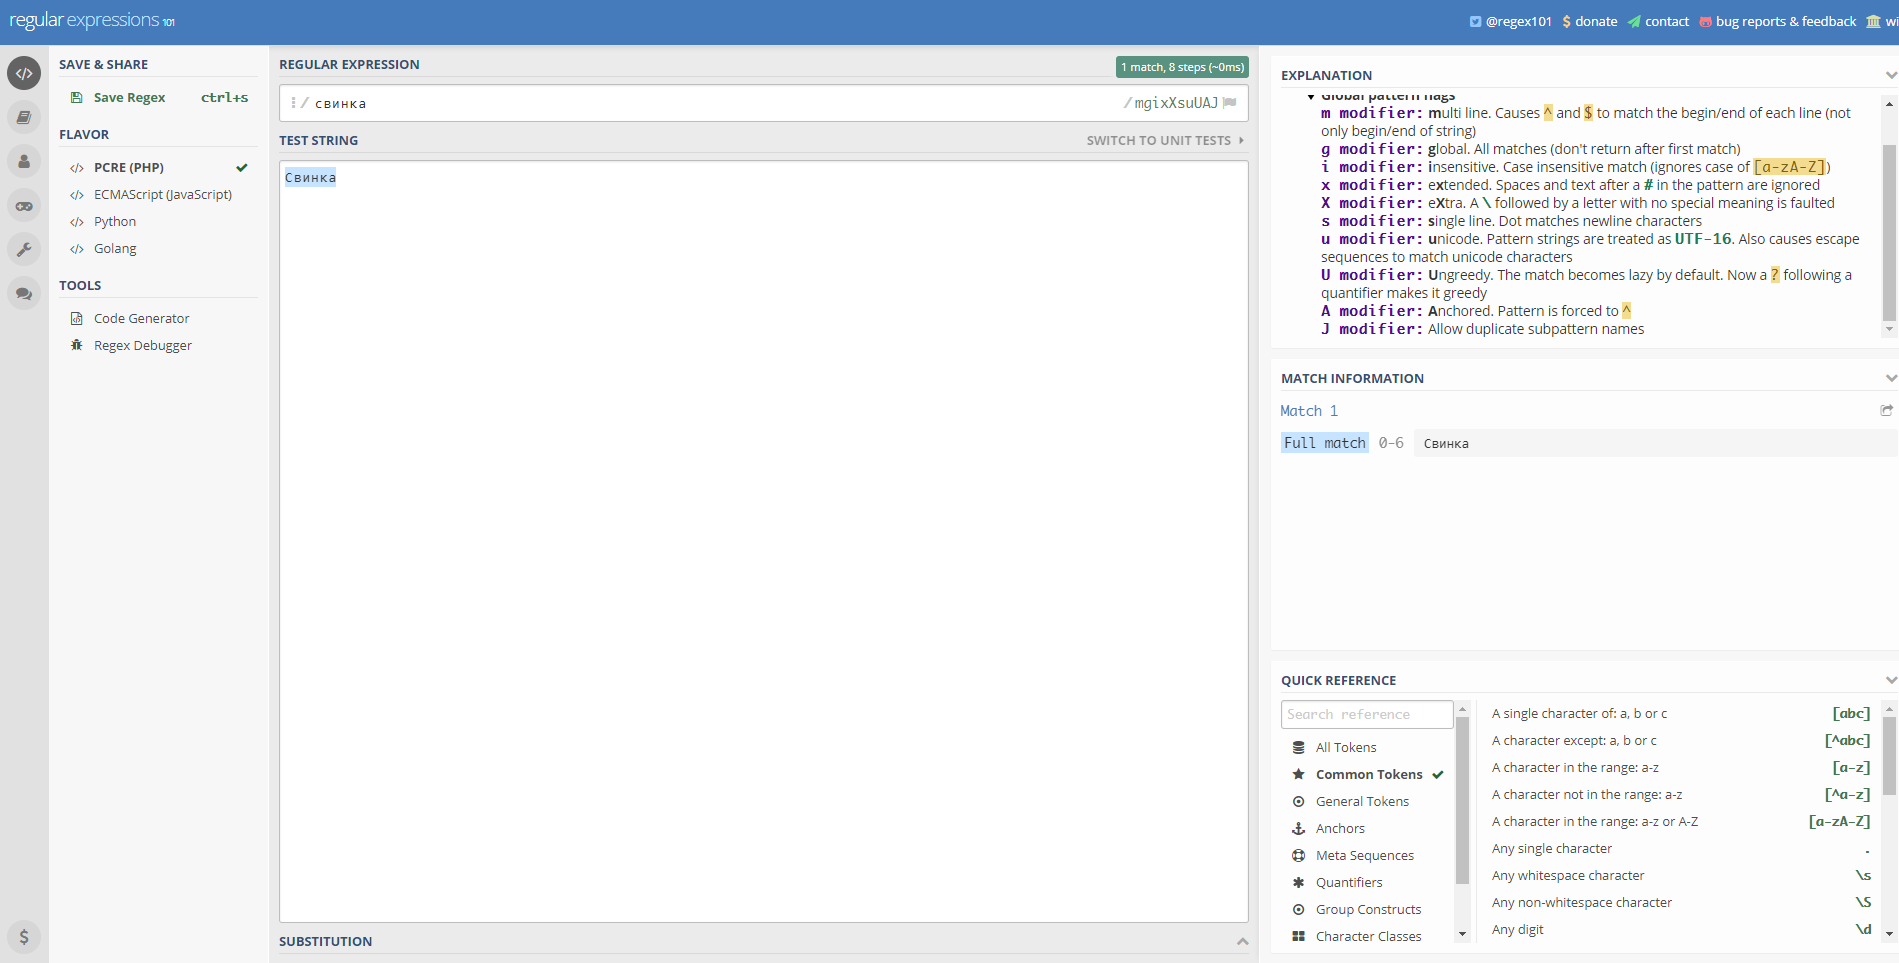 regular expressions 101
@regex101 donate contact bug reports & feedback wi
SAVE & SHARE
Save Regex ctrl+s
FLAVOR
PCRE (PHP)
ECMAScript (JavaScript)
Python
Golang
TOOLS
Code Generator
Regex Debugger
REGULAR EXPRESSION
1 match, 8 steps (~0ms)
/ свинка / mgixXsuUAJ
TEST STRING
SWITCH TO UNIT TESTS
Свинка
SUBSTITUTION
EXPLANATION
Global pattern flags
m modifier: multi line. Causes ^ and $ to match the begin/end of each line (not
only begin/end of string)
g modifier: global. All matches (don't return after first match)
i modifier: insensitive. Case insensitive match (ignores case of [a-zA-Z])
x modifier: extended. Spaces and text after a # in the pattern are ignored
X modifier: eXtra. A \ followed by a letter with no special meaning is faulted
s modifier: single line. Dot matches newline characters
u modifier: unicode. Pattern strings are treated as UTF-16. Also causes escape
sequences to match unicode characters
U modifier: Ungreedy. The match becomes lazy by default. Now a ? following a
quantifier makes it greedy
A modifier: Anchored. Pattern is forced to ^
J modifier: Allow duplicate subpattern names
MATCH INFORMATION
Match 1
Full match 0-6 Свинка
QUICK REFERENCE
Search reference
All Tokens
Common Tokens
General Tokens
Anchors
Meta Sequences
Quantifiers
Group Constructs
Character Classes
A single character of: a, b or c [abc]
A character except: a, b or c [^abc]
A character in the range: a-z [a-z]
A character not in the range: a-z [^a-z]
A character in the range: a-z or A-Z [a-zA-Z]
Any single character .
Any whitespace character \s
Any non-whitespace character \S
Any digit \d
$